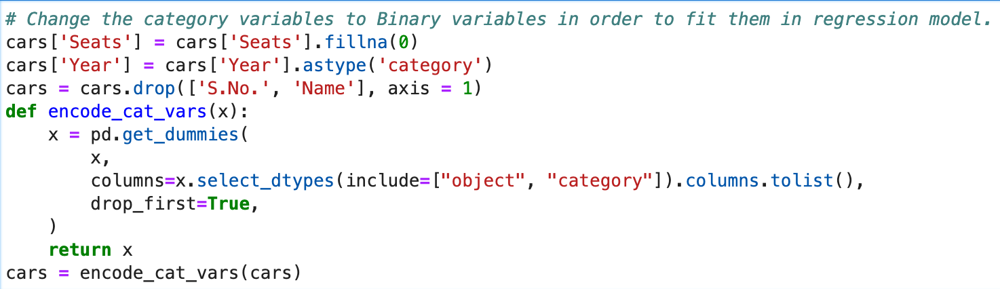 # Change the category variables to Binary variables in order to fit them in regression model.
cars['Seats'] = cars['Seats'].fillna(0)
cars['Year'] = cars['Year'].astype('category')
cars = cars.drop(['S.No.', 'Name'], axis = 1)
def encode_cat_vars(x):
    x = pd.get_dummies(
        x,
        columns=x.select_dtypes(include=["object", "category"]).columns.tolist(),
        drop_first=True,
    )
    return x
cars = encode_cat_vars(cars)